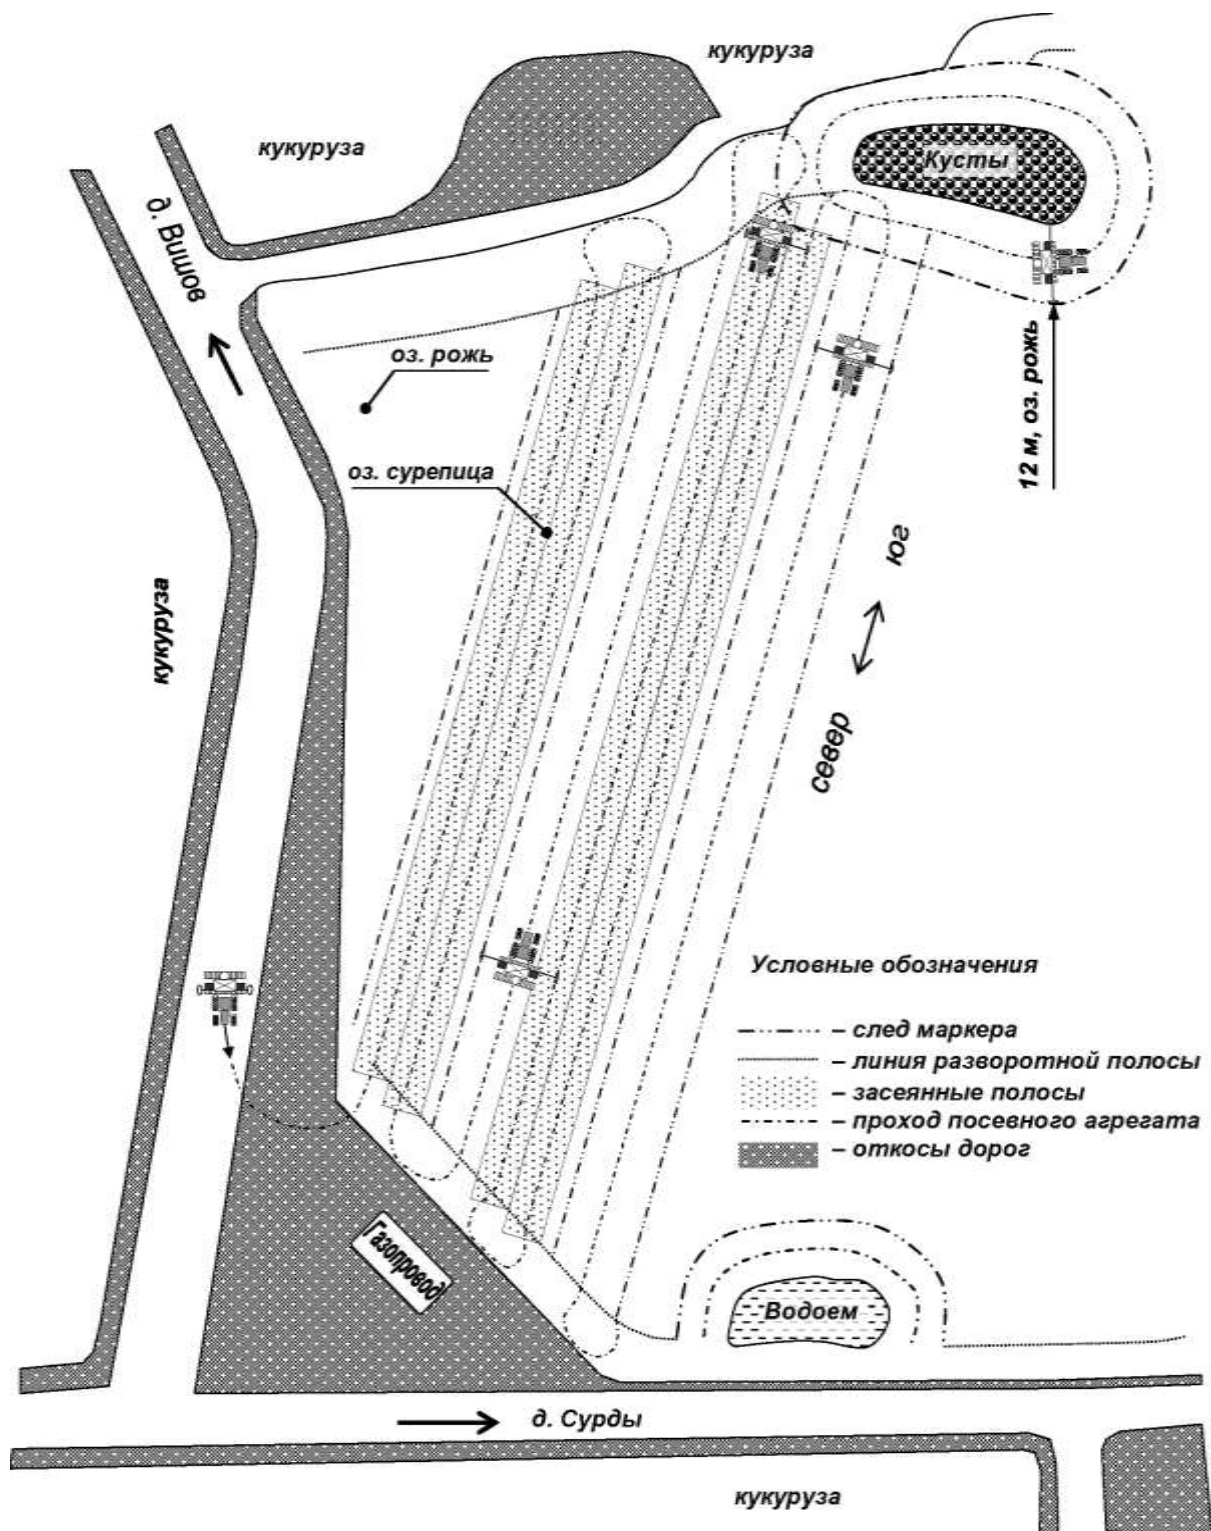 кукуруза
кукуруза
Кусты
д. Вишов
оз. рожь
12 м, оз. рожь
оз. сурепица
юг
кукуруза
север
Условные обозначения
– след маркера
– линия разворотной полосы
– засеянные полосы
– проход посевного агрегата
– откосы дорог
Газопровод
Водоем
д. Сурды
кукуруза